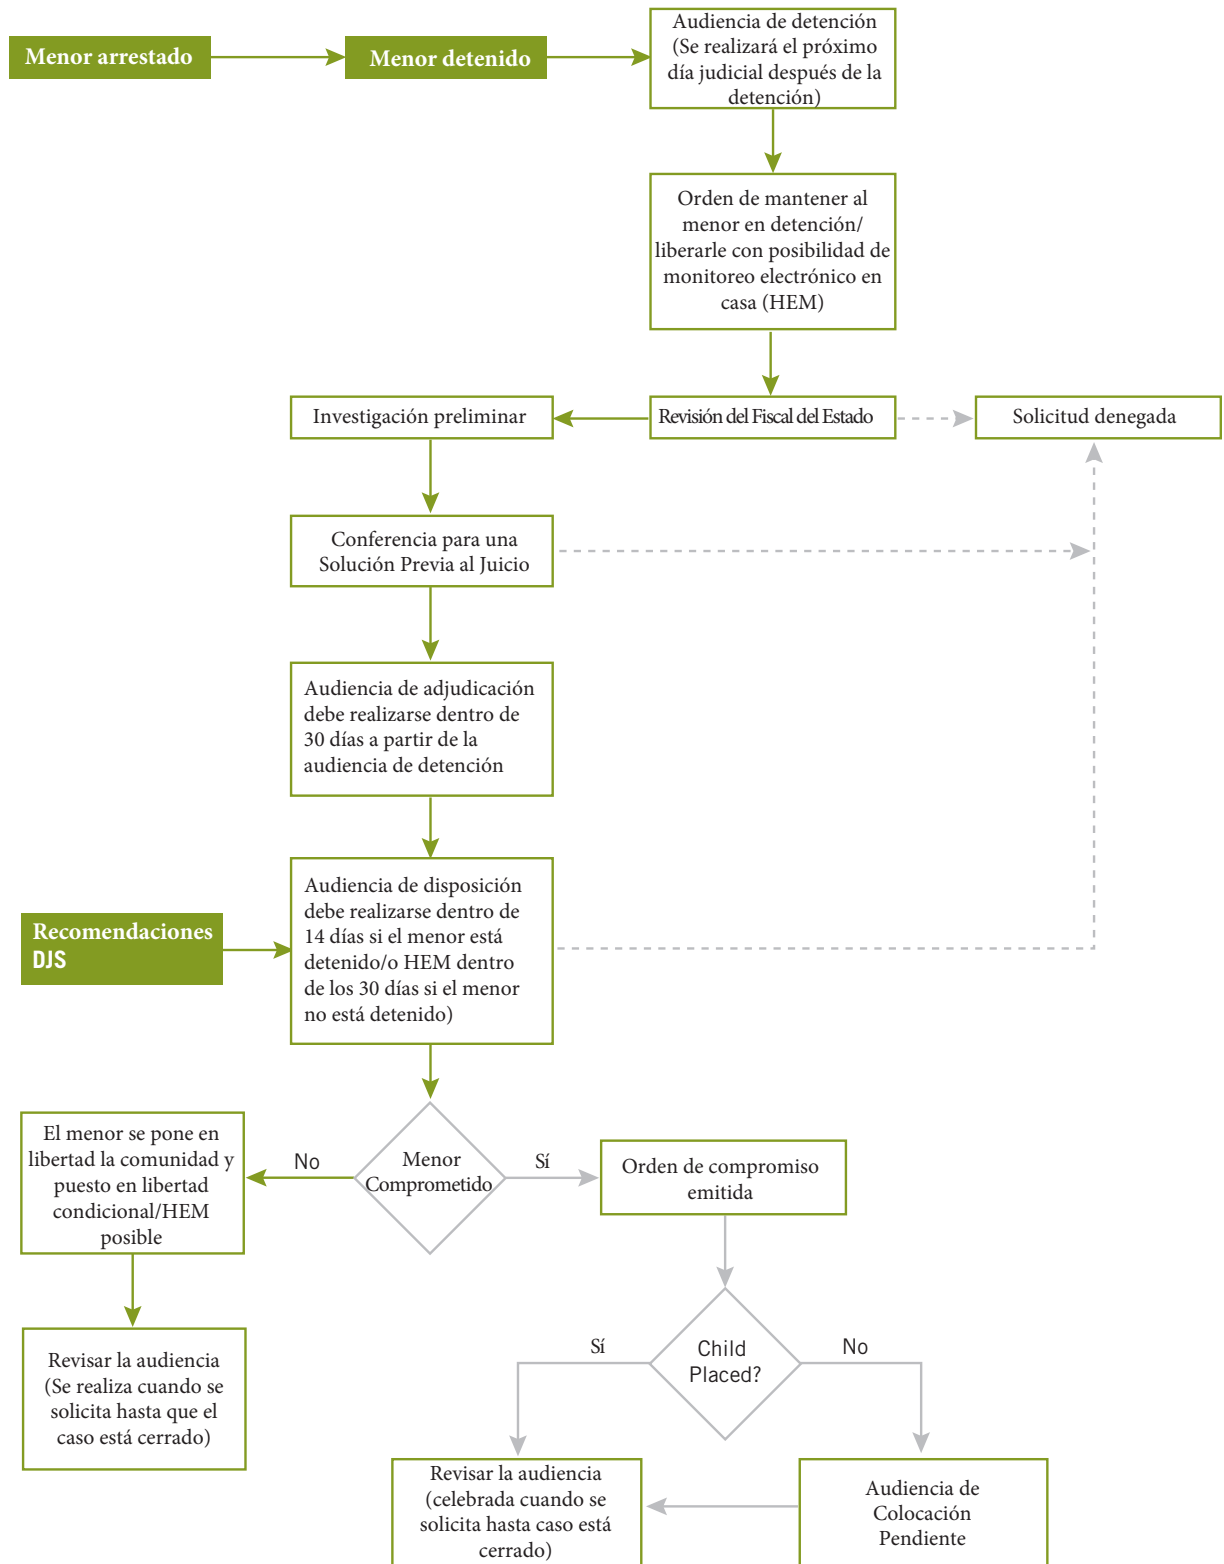 Menor arrestado
Menor detenido
Audiencia de detención
(Se realizará el próximo
día judicial después de la
detención)
Orden de mantener al
menor en detención/
liberarle con posibilidad de
monitoreo electrónico en
casa (HEM)
Investigación preliminar
Revisión del Fiscal del Estado
Solicitud denegada
Conferencia para una
Solución Previa al Juicio
Audiencia de adjudicación
debe realizarse dentro de
30 días a partir de la
audiencia de detención
Recomendaciones
DJS
Audiencia de disposición
debe realizarse dentro de
14 días si el menor está
detenido/o HEM dentro
de los 30 días si el menor
no está detenido)
El menor se pone en
libertad la comunidad y
puesto en libertad
condicional/HEM
posible
No
Menor
Comprometido
Sí
Orden de compromiso
emitida
Revisar la audiencia
(Se realiza cuando se
solicita hasta que el
caso está cerrado)
Sí
Child
Placed?
No
Revisar la audiencia
(celebrada cuando se
solicita hasta caso está
cerrado)
Audiencia de
Colocación
Pendiente